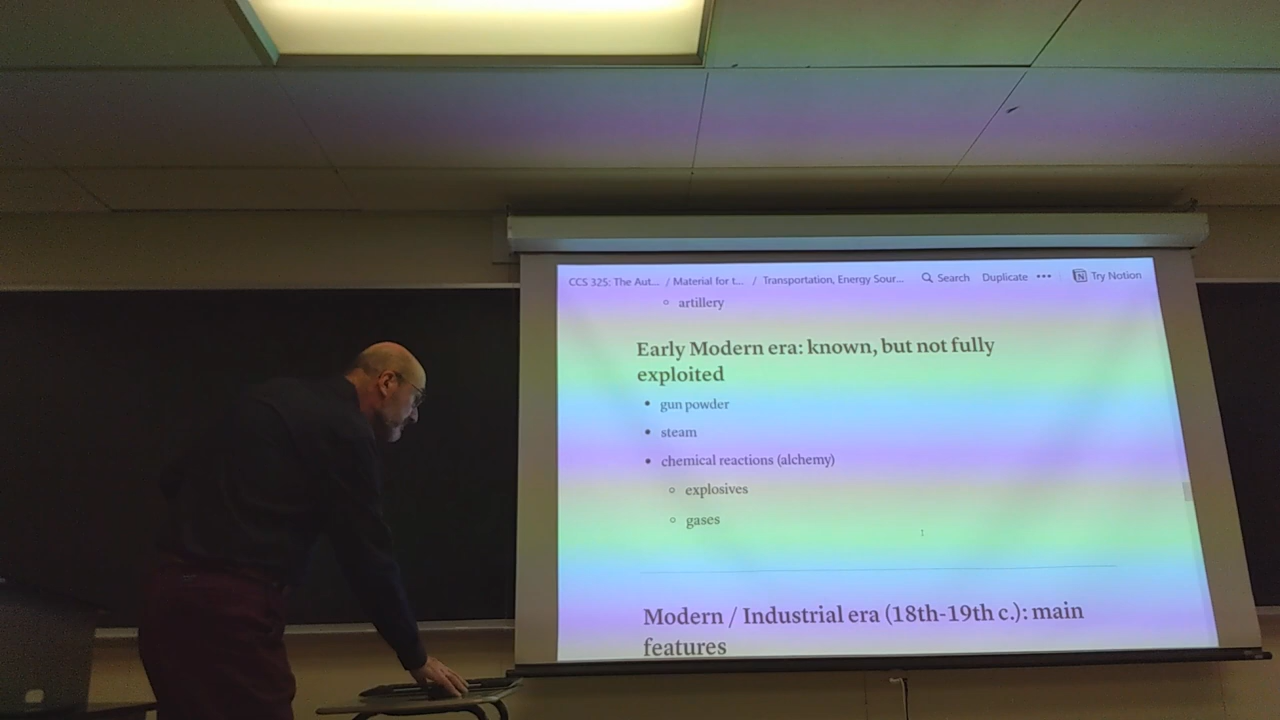 CCS 325: The Aut... / Material for t... / Transportation, Energy Sour... Search Duplicate ••• Try Notion
artillery
Early Modern era: known, but not fully
exploited
gun powder
steam
chemical reactions (alchemy)
explosives
gases
Modern / Industrial era (18th-19th c.): main
features